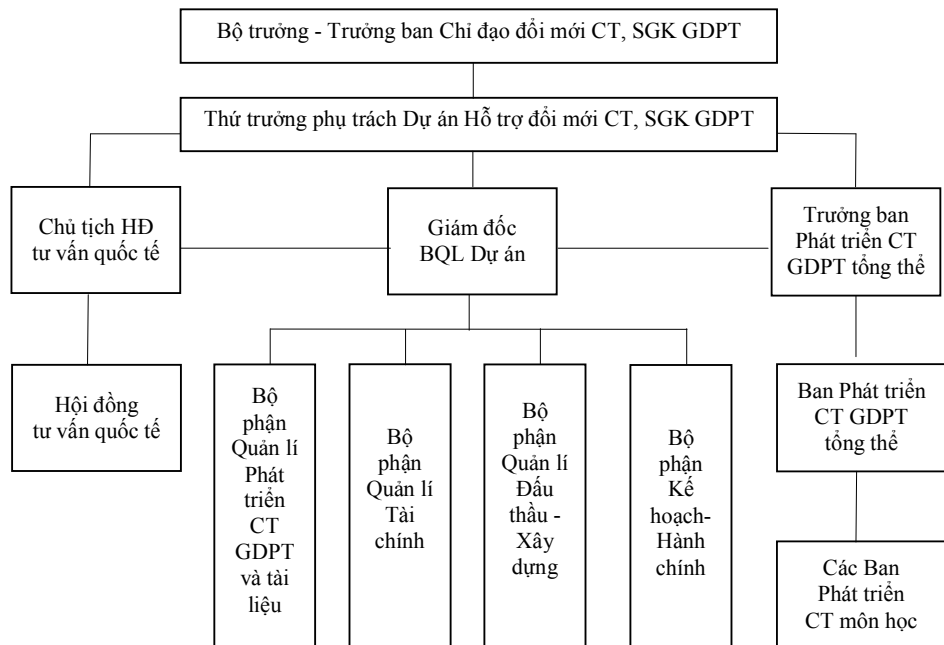 Bộ trưởng - Trưởng ban Chỉ đạo đổi mới CT, SGK GDPT
Thứ trưởng phụ trách Dự án Hỗ trợ đổi mới CT, SGK GDPT
Chủ tịch HĐ
tư vấn quốc tế
Giám đốc
BQL Dự án
Trưởng ban
Phát triển CT
GDPT tổng thể
Hội đồng
tư vấn quốc tế
Bộ
phận
Quản lí
Phát
triển
CT
GDPT
và tài
liệu
Bộ
phận
Quản lí
Tài
chính
Bộ
phận
Quản lí
Đấu
thầu -
Xây
dựng
Bộ
phận
Kế
hoạch-
Hành
chính
Ban Phát triển
CT GDPT
tổng thể
Các Ban
Phát triển
CT môn học